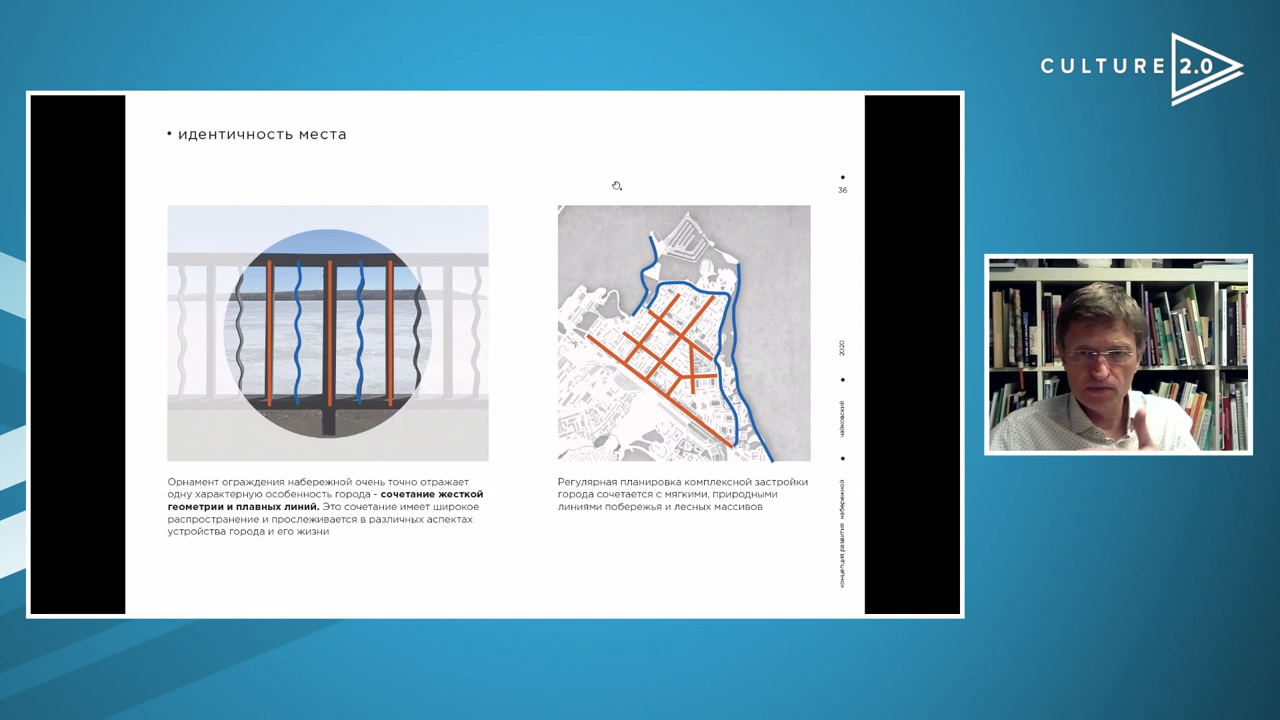 CULTURE 2.0
• идентичность места
36
Орнамент ограждения набережной очень точно отражает
одну характерную особенность города - сочетание жесткой
геометрии и плавных линий. Это сочетание имеет широкое
распространение и прослеживается в различных аспектах
устройства города и его жизни
Регулярная планировка комплексной застройки
города сочетается с мягкими, природными
линиями побережья и лесных массивов
концепция развития набережной • чайковский • 2020